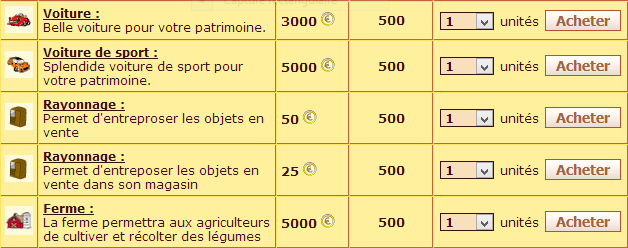 Voiture :
Belle voiture pour votre patrimoine.
3000 €
500
1 unités Acheter
Voiture de sport :
Splendide voiture de sport pour
votre patrimoine.
5000 €
500
1 unités Acheter
Rayonnage :
Permet d'entreproser les objets en
vente
50 €
500
1 unités Acheter
Rayonnage :
Permet d'entreposer les objets en
vente dans son magasin
25 €
500
1 unités Acheter
Ferme :
La ferme permettra aux agriculteurs
de cultiver et récolter des légumes
5000 €
500
1 unités Acheter